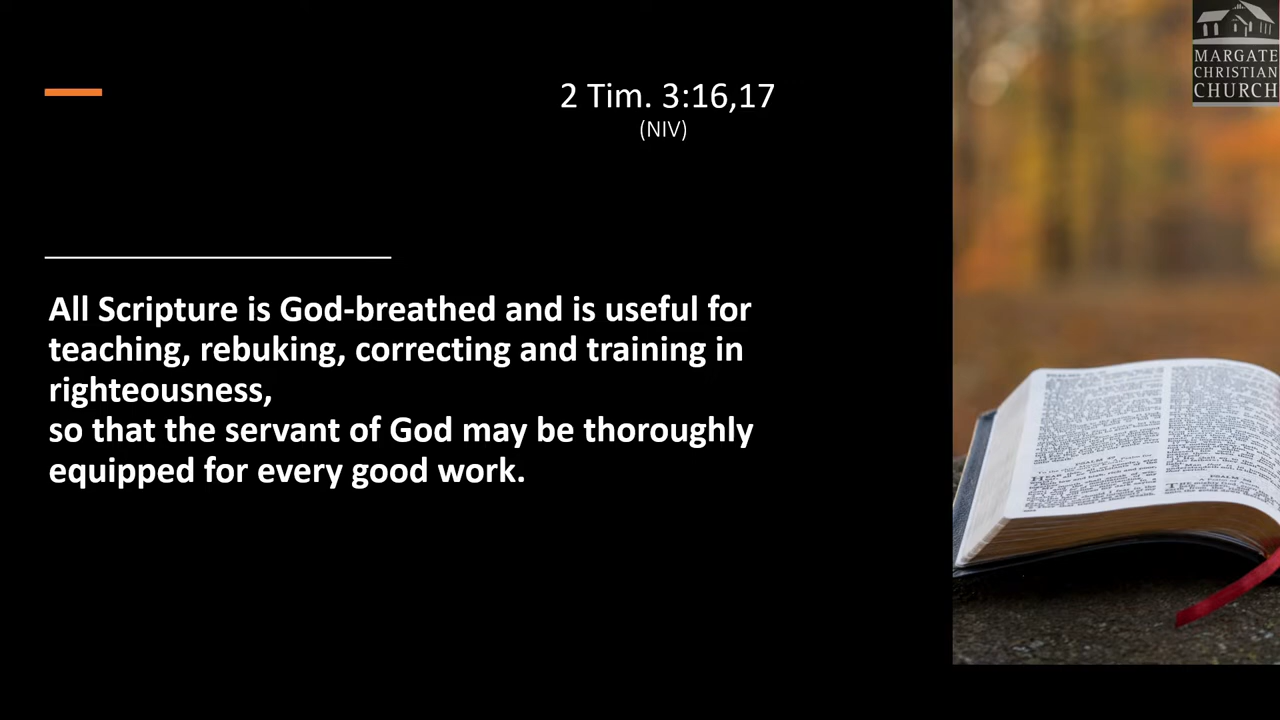 2 Tim. 3:16,17
(NIV)
MARGATE
CHRISTIAN
CHURCH
All Scripture is God-breathed and is useful for
teaching, rebuking, correcting and training in
righteousness,
so that the servant of God may be thoroughly
equipped for every good work.